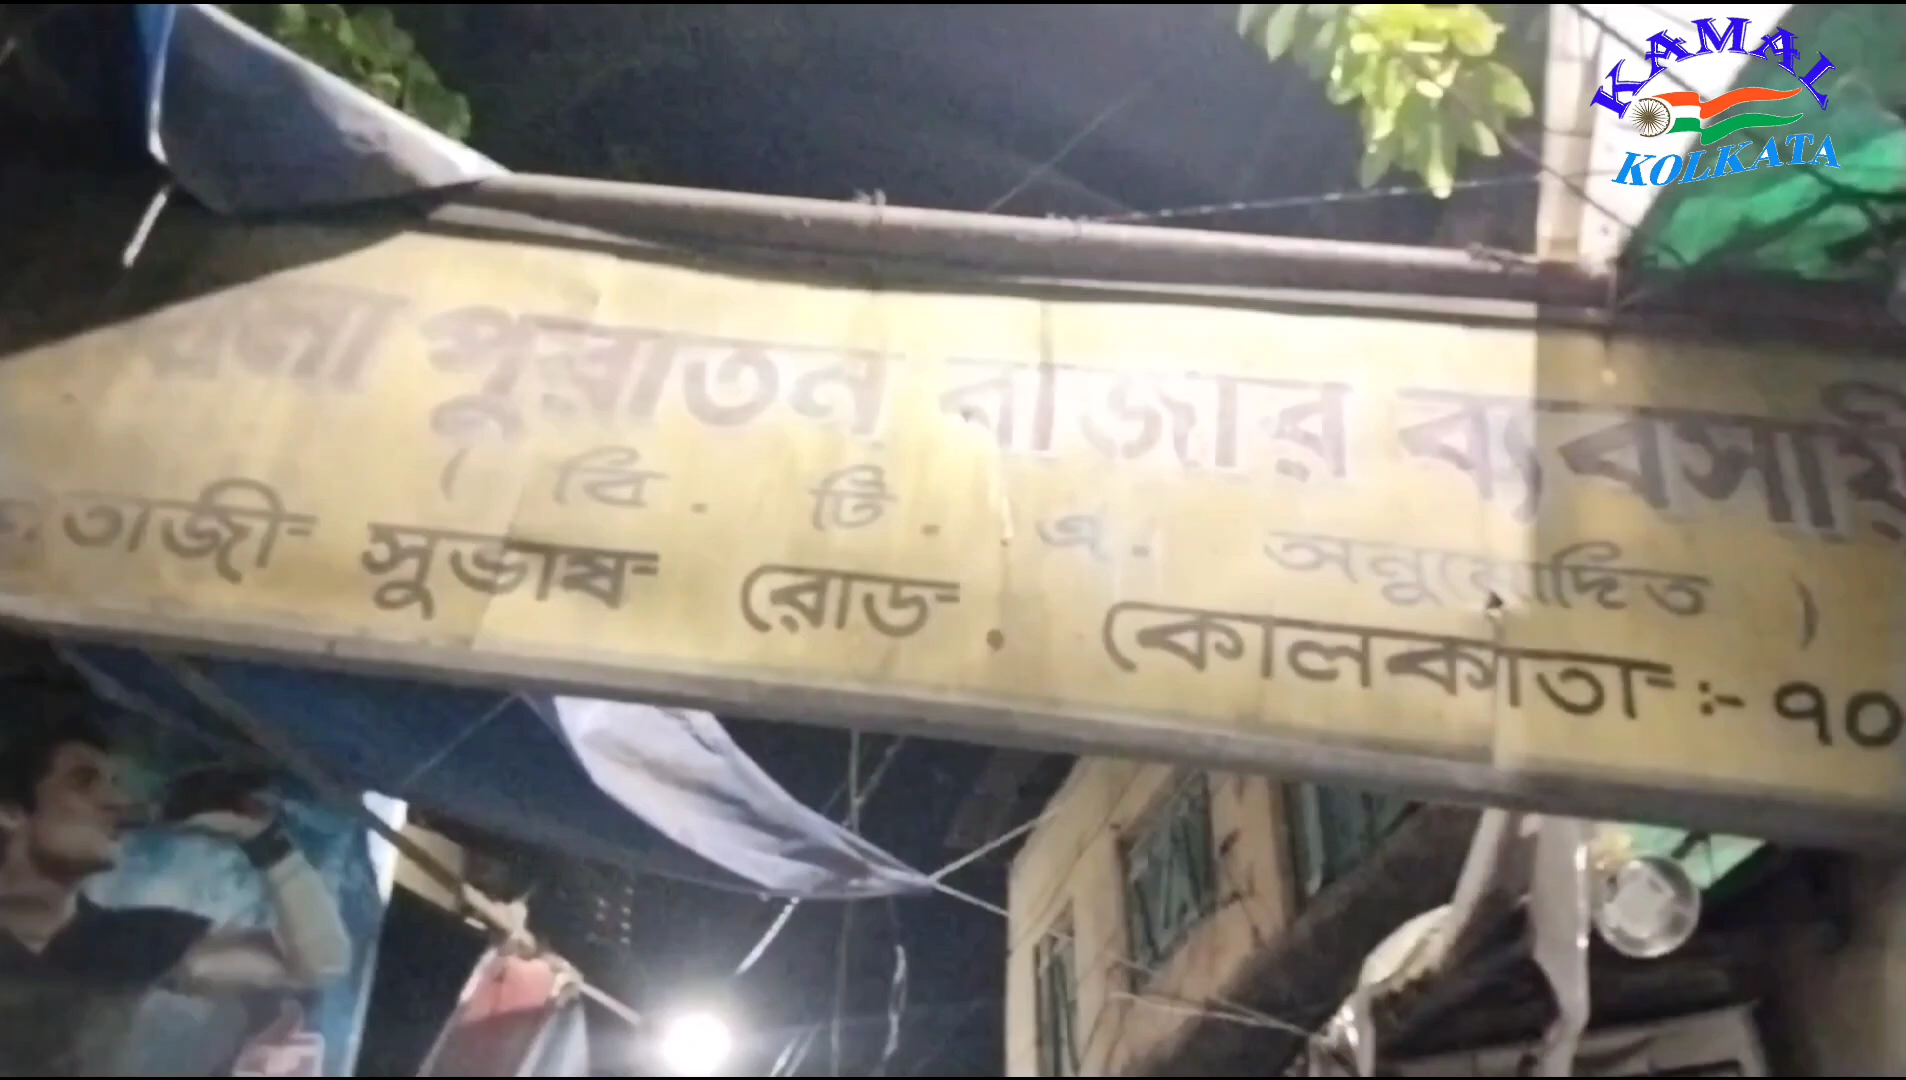 পুরাতন বাজার ব্যবসায়ী
( বি . টি . এ . অনুমোদিত )
তাজী সুভাষ রোড . কোলকাতা :- ৭০
KAMAL
KOLKATA